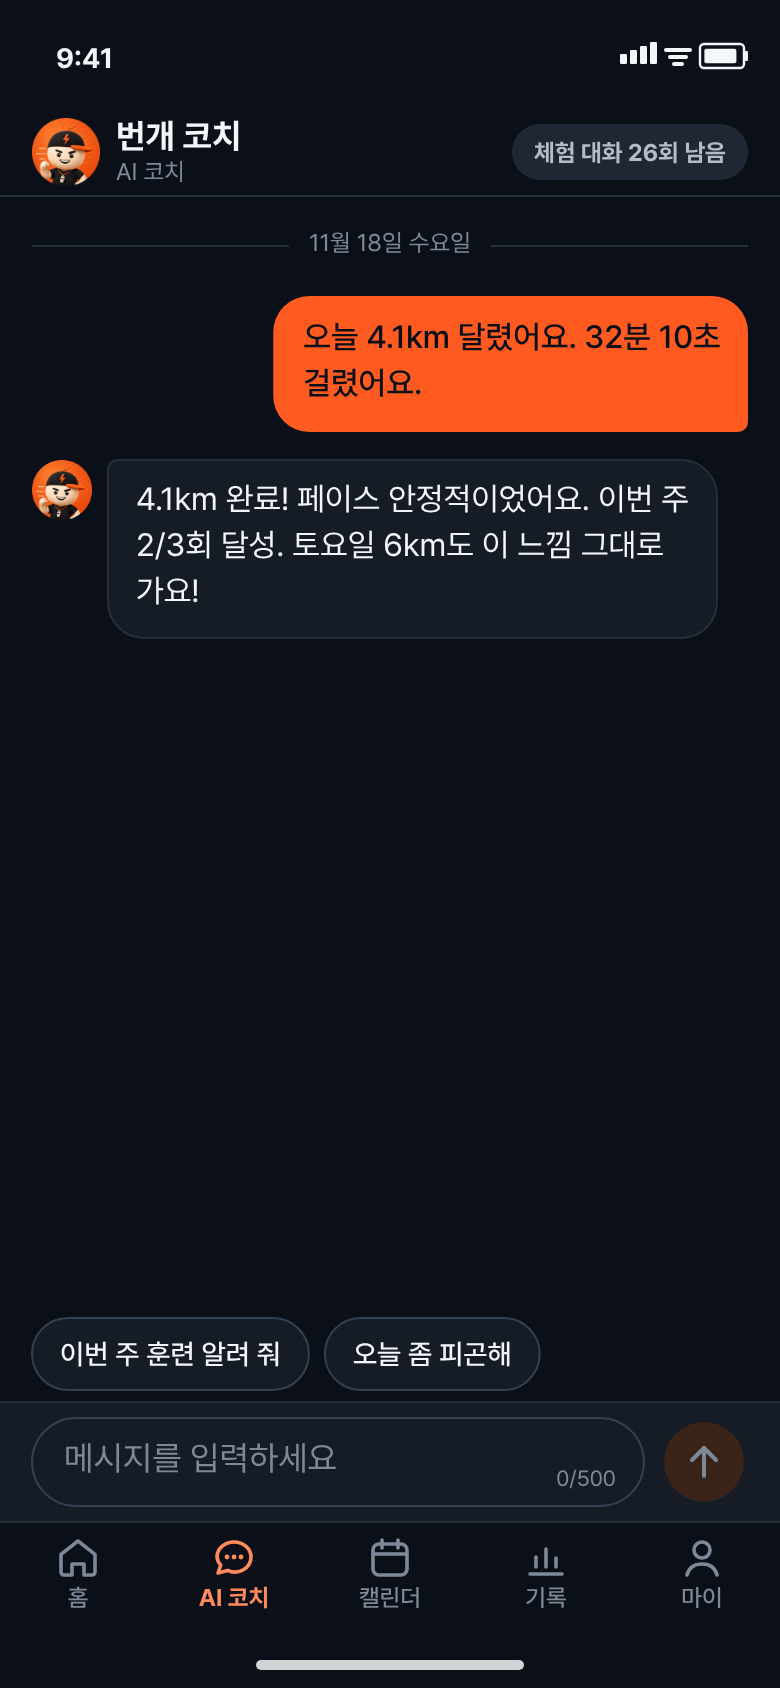 9:41
번개 코치
AI 코치
체험 대화 26회 남음
11월 18일 수요일
오늘 4.1km 달렸어요. 32분 10초
걸렸어요.
4.1km 완료! 페이스 안정적이었어요. 이번 주
2/3회 달성. 토요일 6km도 이 느낌 그대로
가요!
이번 주 훈련 알려 줘
오늘 좀 피곤해
메시지를 입력하세요
0/500
홈
AI 코치
캘린더
기록
마이